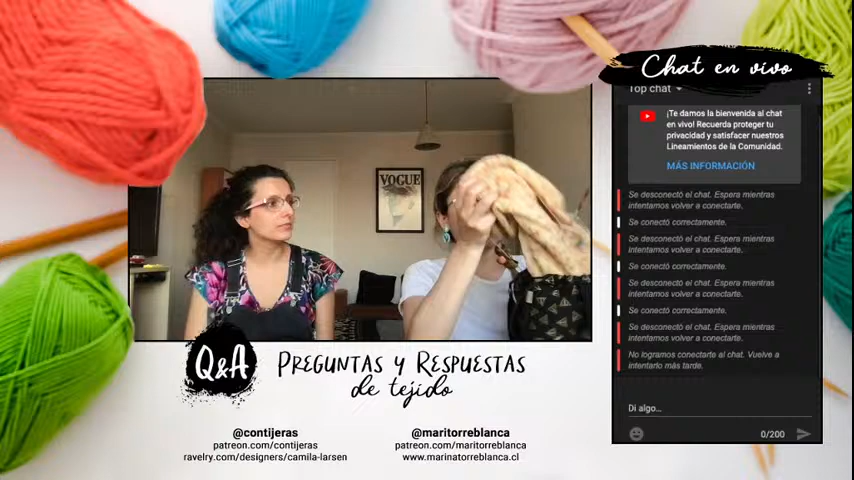 Chat en vivo
Top chat
¡Te damos la bienvenida al chat
en vivo! Recuerda proteger tu
privacidad y satisfacer nuestros
Lineamientos de la Comunidad.
MÁS INFORMACIÓN
Se desconectó el chat. Espera mientras
intentamos volver a conectarte.
Se conectó correctamente.
Se desconectó el chat. Espera mientras
intentamos volver a conectarte.
Se conectó correctamente.
Se desconectó el chat. Espera mientras
intentamos volver a conectarte.
Se conectó correctamente.
Se desconectó el chat. Espera mientras
intentamos volver a conectarte.
No logramos conectarte al chat. Vuelve a
intentarlo más tarde.
Di algo...
0/200
VOGUE
Q&A
PREGUNTAS Y RESPUESTAS
de tejido
@contijeras
patreon.com/contijeras
ravelry.com/designers/camila-larsen
@maritorreblanca
patreon.com/maritorreblanca
www.marinatorreblanca.cl